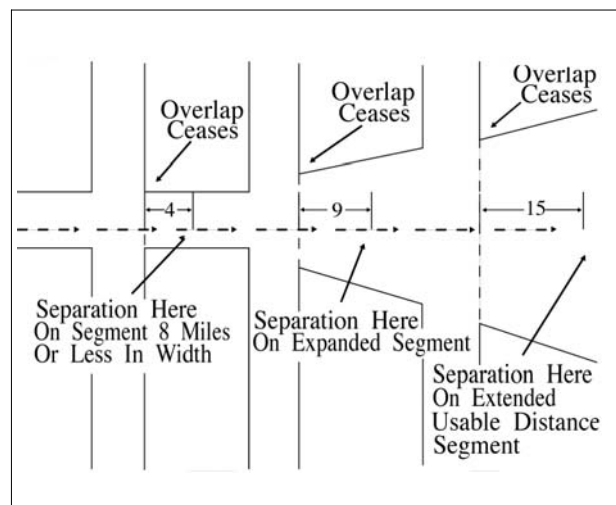 Overlap
Ceases
Overlap
Ceases
Overlap
Ceases
4
9
15
Separation Here
On Segment 8 Miles
Or Less In Width
Separation Here
On Expanded Segment
Separation Here
On Extended
Usable Distance
Segment